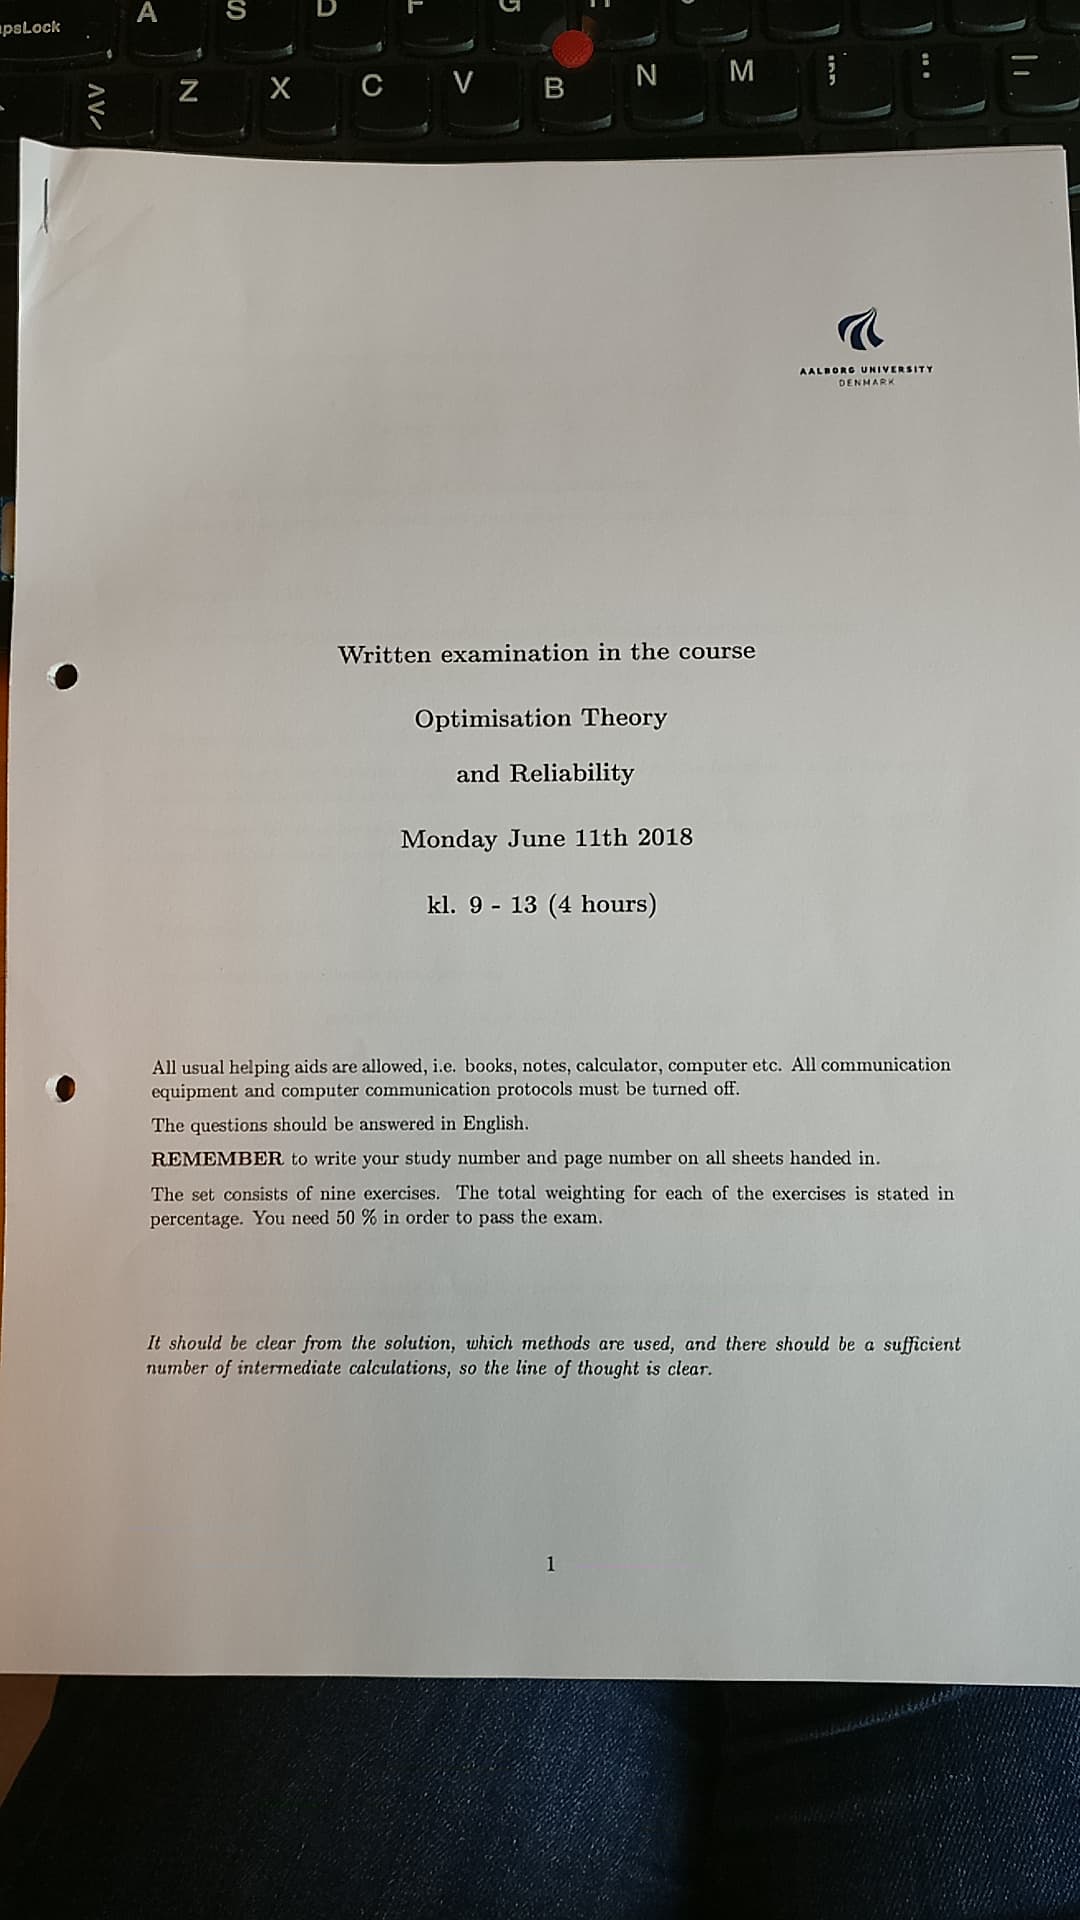 A S D F G H
psLock
Z X C V B N M
AALBORG UNIVERSITY
DENMARK
Written examination in the course
Optimisation Theory
and Reliability
Monday June 11th 2018
kl. 9 - 13 (4 hours)
All usual helping aids are allowed, i.e. books, notes, calculator, computer etc. All communication
equipment and computer communication protocols must be turned off.
The questions should be answered in English.
REMEMBER to write your study number and page number on all sheets handed in.
The set consists of nine exercises. The total weighting for each of the exercises is stated in
percentage. You need 50 % in order to pass the exam.
It should be clear from the solution, which methods are used, and there should be a sufficient
number of intermediate calculations, so the line of thought is clear.
1